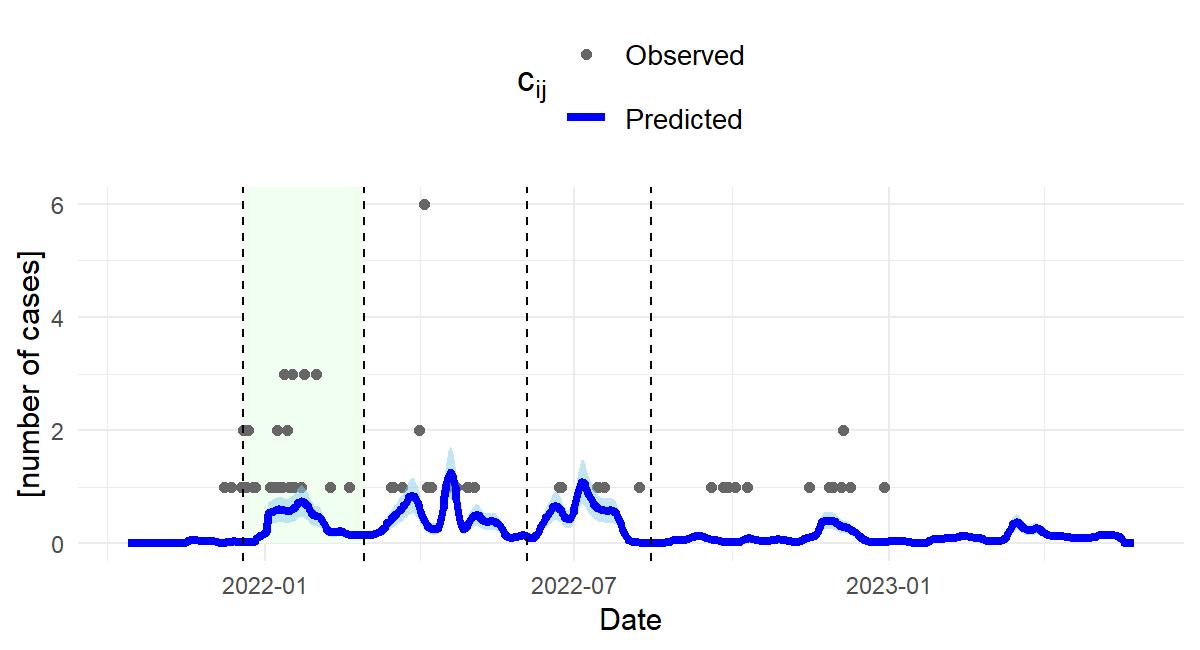 c_ij
Observed
Predicted
[number of cases]
6
4
2
0
2022-01 2022-07 2023-01
Date